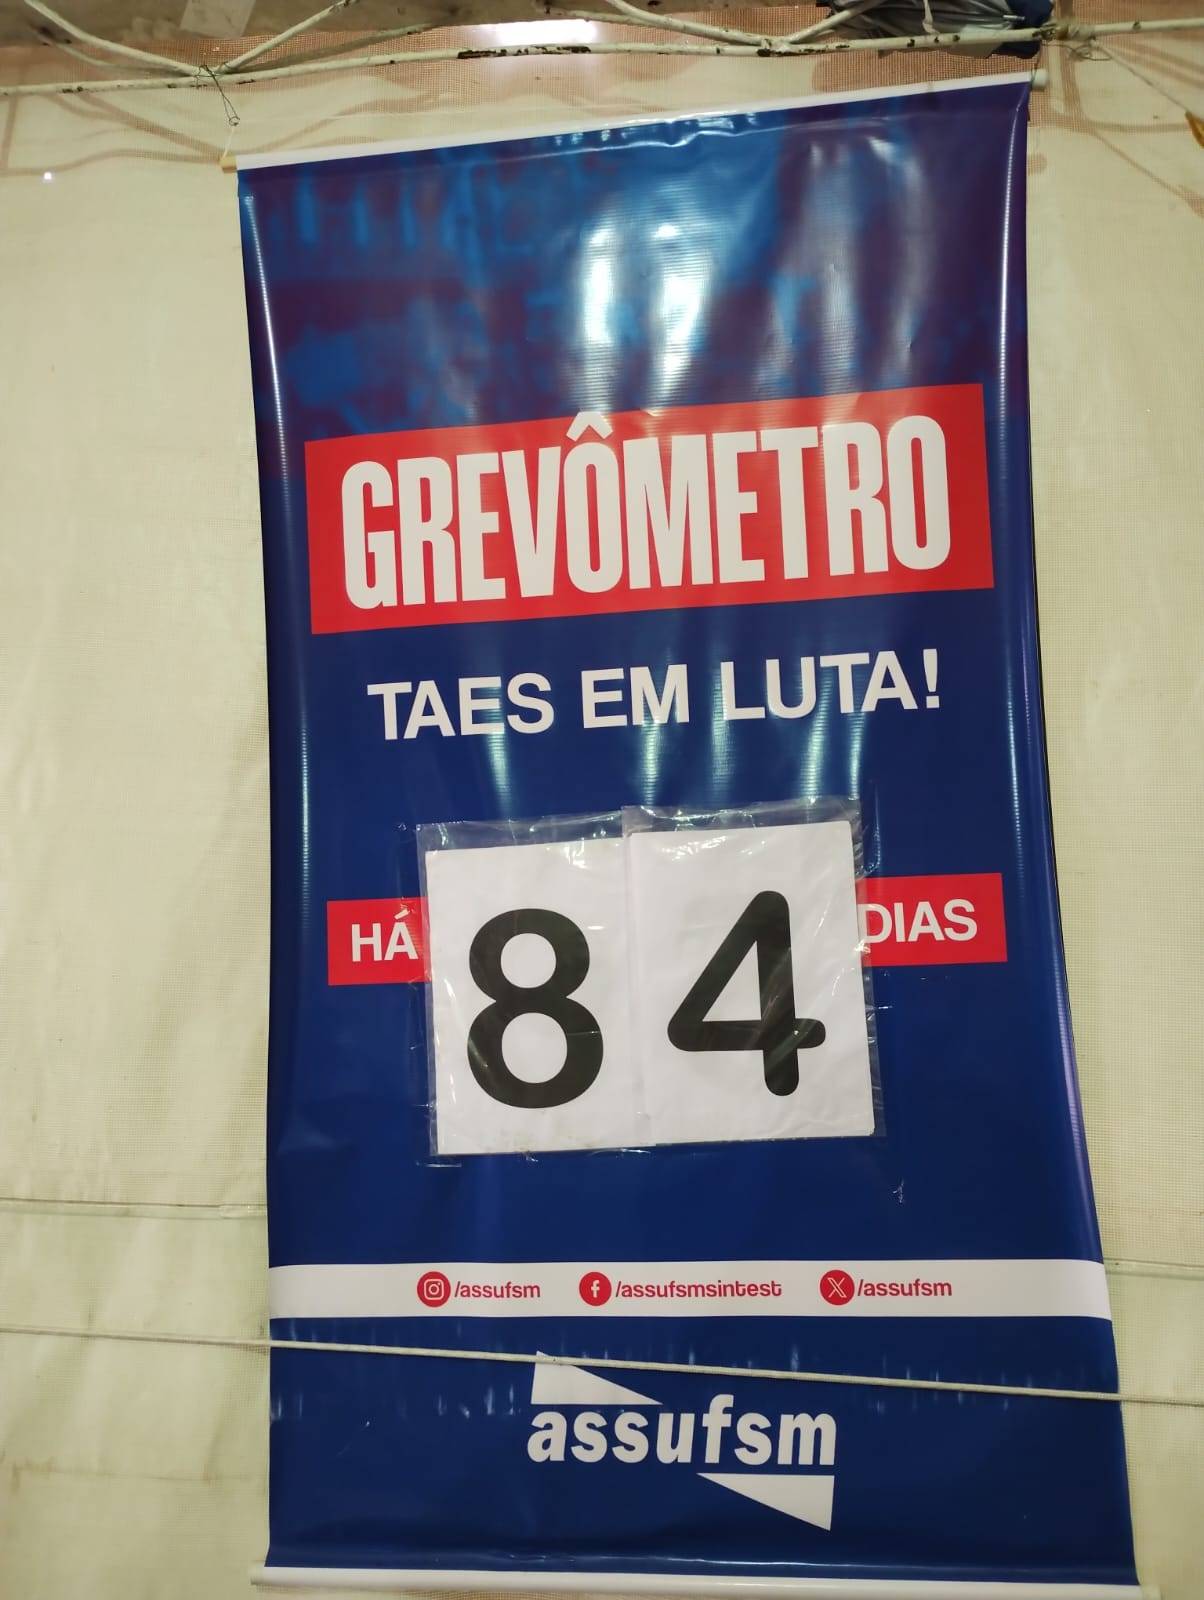 GREVÔMETRO
TAES EM LUTA!
HÁ 84 DIAS
/assufsm /assufsmsintest /assufsm
assufsm